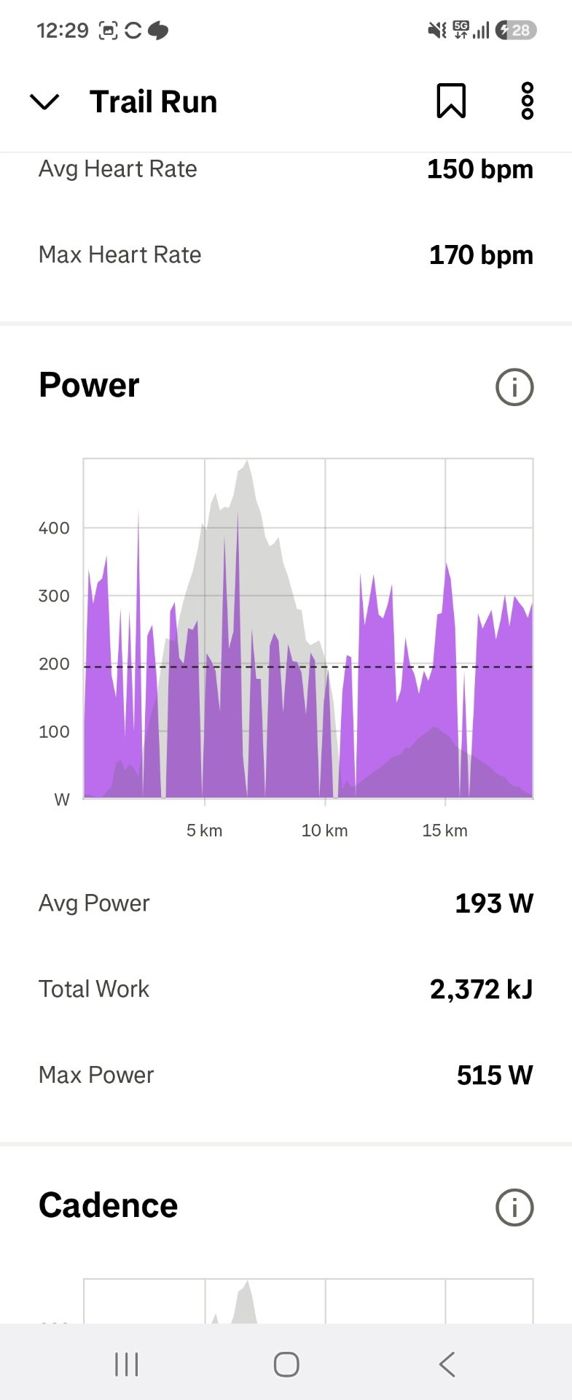 12:29
5G
28
Trail Run
Avg Heart Rate 150 bpm
Max Heart Rate 170 bpm
Power
400
300
200
100
W
5 km 10 km 15 km
Avg Power 193 W
Total Work 2,372 kJ
Max Power 515 W
Cadence